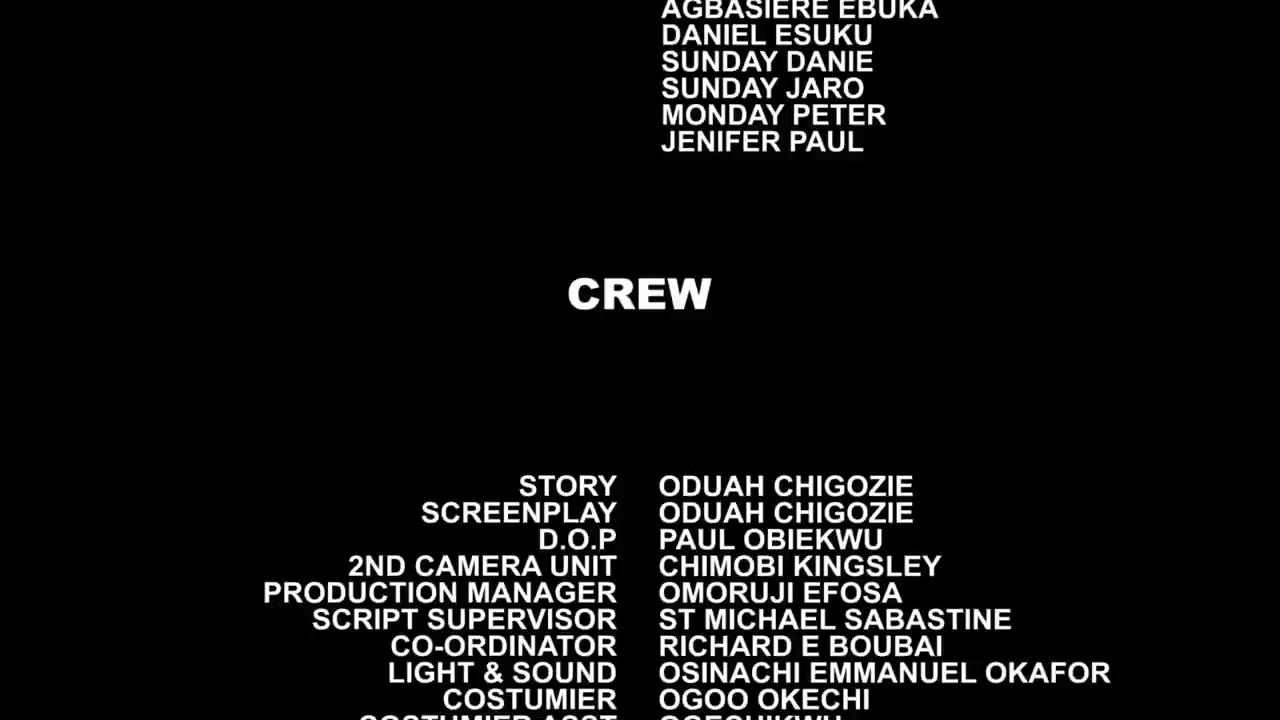 AGBASIERE EBUKA
DANIEL ESUKU
SUNDAY DANIE
SUNDAY JARO
MONDAY PETER
JENIFER PAUL
CREW
STORY ODUAH CHIGOZIE
SCREENPLAY ODUAH CHIGOZIE
D.O.P PAUL OBIEKWU
2ND CAMERA UNIT CHIMOBI KINGSLEY
PRODUCTION MANAGER OMORUJI EFOSA
SCRIPT SUPERVISOR ST MICHAEL SABASTINE
CO-ORDINATOR RICHARD E BOUBAI
LIGHT & SOUND OSINACHI EMMANUEL OKAFOR
COSTUMIER OGOO OKECHI
COSTUMIER ASST